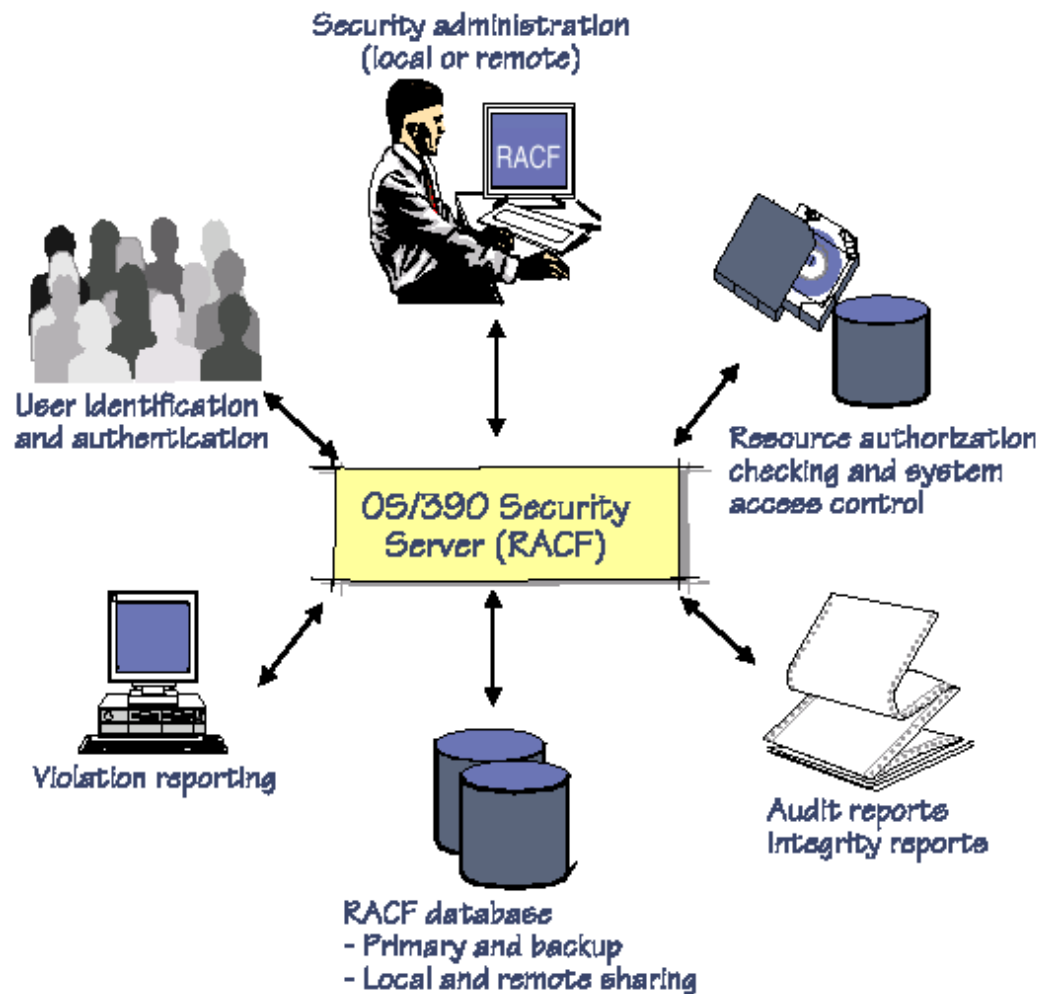 Security administration
(local or remote)
RACF
User identification
and authentication
Resource authorization
checking and system
access control
OS/390 Security
Server (RACF)
Violation reporting
Audit reports
Integrity reports
RACF database
- Primary and backup
- Local and remote sharing